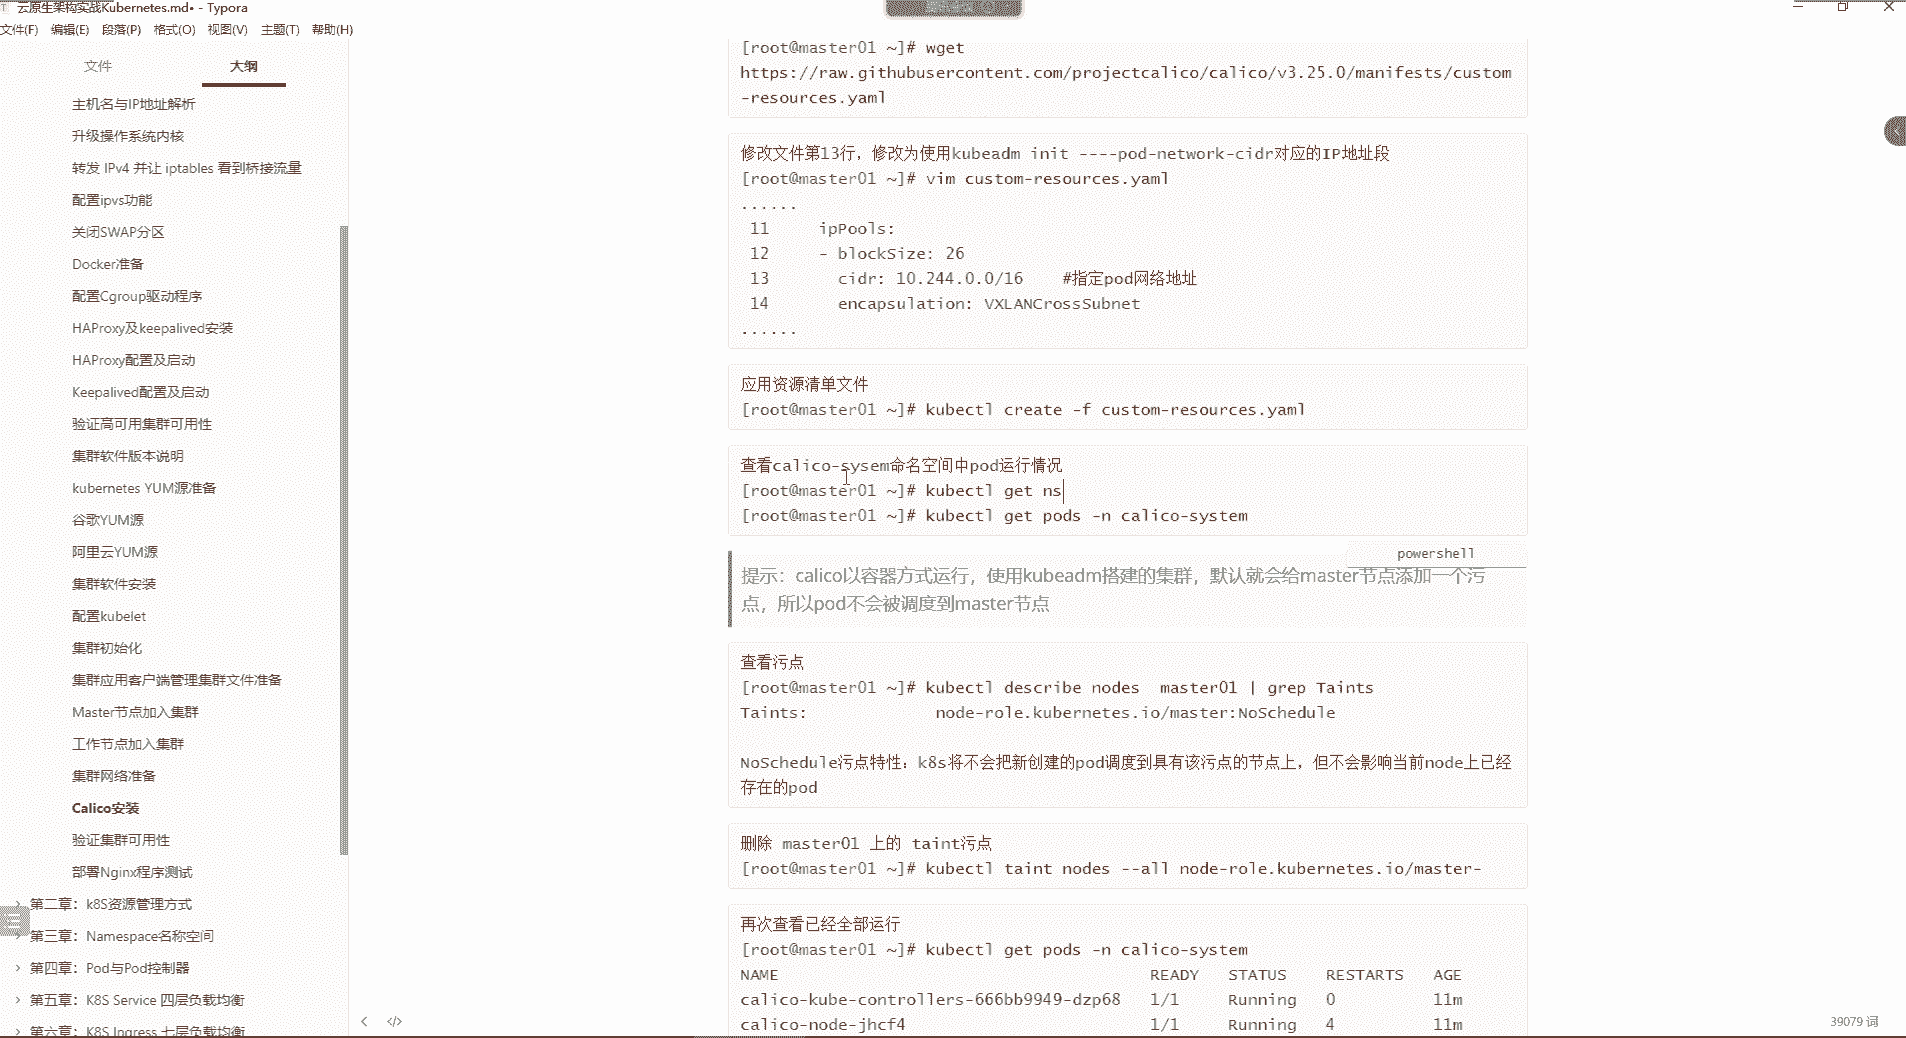 云原生架构实战Kubernetes.md• - Typora
文件(F) 编辑(E) 段落(P) 格式(O) 视图(V) 主题(T) 帮助(H)
文件 大纲
主机名与IP地址解析
升级操作系统内核
转发 IPv4 并让 iptables 看到桥接流量
配置ipvs功能
关闭SWAP分区
Docker准备
配置Cgroup驱动程序
HAProxy及keepalived安装
HAProxy配置及启动
Keepalived配置及启动
验证高可用集群可用性
集群软件版本说明
kubernetes YUM源准备
谷歌YUM源
阿里云YUM源
集群软件安装
配置kubelet
集群初始化
集群应用客户端管理集群文件准备
Master节点加入集群
工作节点加入集群
集群网络准备
Calico安装
验证集群可用性
部署Nginx程序测试
第二章：k8S资源管理方式
第三章：Namespace名称空间
第四章：Pod与Pod控制器
第五章：K8S Service 四层负载均衡
第六章：K8S Ingress 七层负载均衡
[root@master01 ~]# wget
https://raw.githubusercontent.com/projectcalico/calico/v3.25.0/manifests/custom
-resources.yaml
修改文件第13行，修改为使用kubeadm init ----pod-network-cidr对应的IP地址段
[root@master01 ~]# vim custom-resources.yaml
......
11 ipPools:
12 - blockSize: 26
13 cidr: 10.244.0.0/16 #指定pod网络地址
14 encapsulation: VXLANCrossSubnet
......
应用资源清单文件
[root@master01 ~]# kubectl create -f custom-resources.yaml
查看calico-sysem命名空间中pod运行情况
[root@master01 ~]# kubectl get ns
[root@master01 ~]# kubectl get pods -n calico-system
powershell
提示：calico以容器方式运行，使用kubeadm搭建的集群，默认就会给master节点添加一个污
点，所以pod不会被调度到master节点
查看污点
[root@master01 ~]# kubectl describe nodes master01 | grep Taints
Taints: node-role.kubernetes.io/master:NoSchedule
NoSchedule污点特性：k8s将不会把新创建的pod调度到具有该污点的节点上，但不会影响当前node上已经
存在的pod
删除 master01 上的 taint污点
[root@master01 ~]# kubectl taint nodes --all node-role.kubernetes.io/master-
再次查看已经全部运行
[root@master01 ~]# kubectl get pods -n calico-system
NAME READY STATUS RESTARTS AGE
calico-kube-controllers-666bb9949-dzp68 1/1 Running 0 11m
calico-node-jhcf4 1/1 Running 4 11m
39079 词